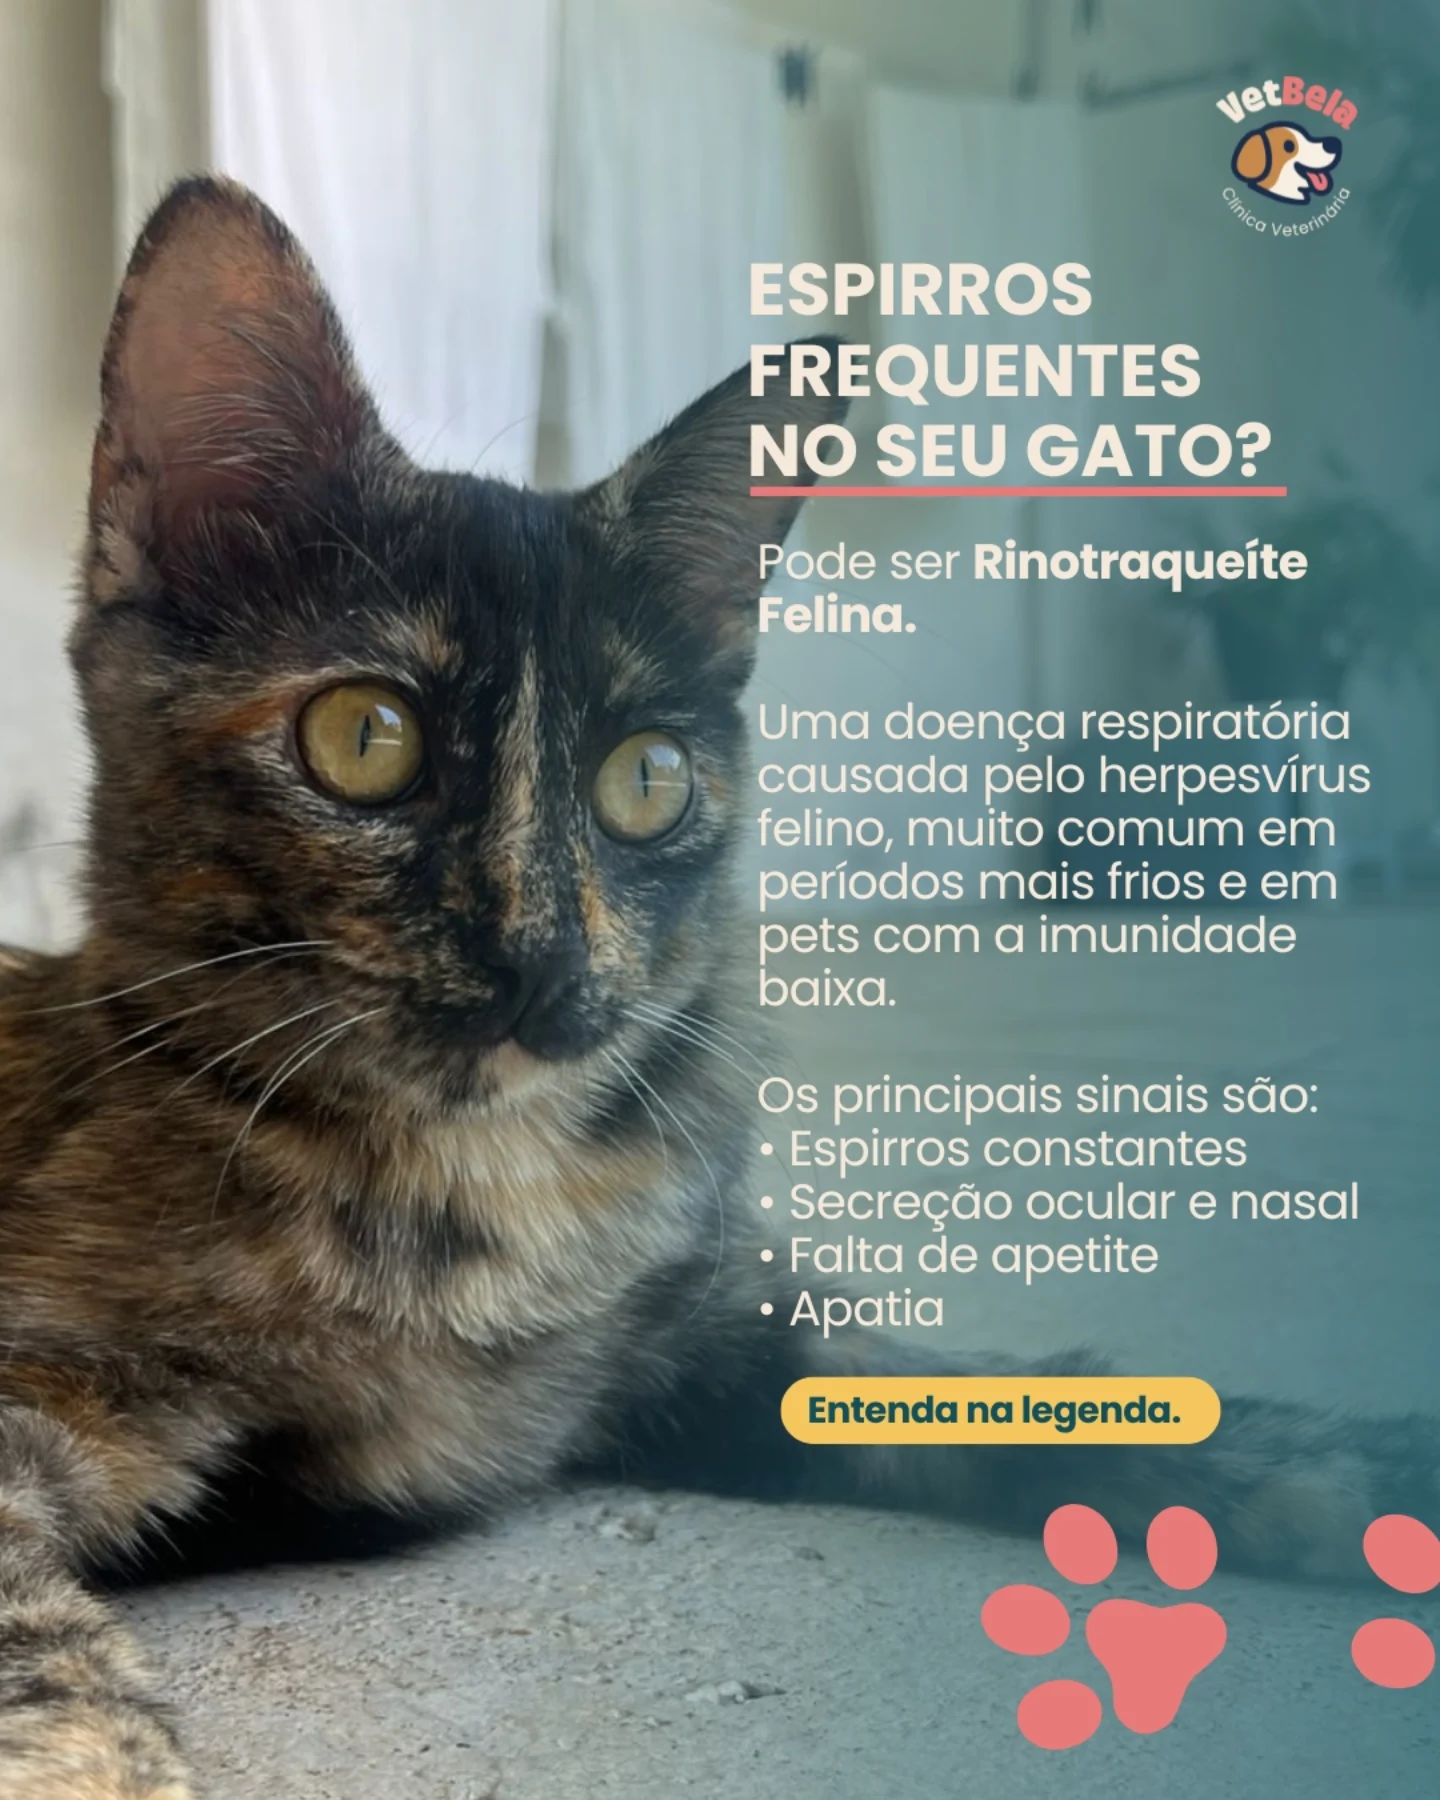 VetBela
Clínica Veterinária
ESPIRROS
FREQUENTES
NO SEU GATO?
Pode ser Rinotraqueíte
Felina.
Uma doença respiratória
causada pelo herpesvírus
felino, muito comum em
períodos mais frios e em
pets com a imunidade
baixa.
Os principais sinais são:
• Espirros constantes
• Secreção ocular e nasal
• Falta de apetite
• Apatia
Entenda na legenda.